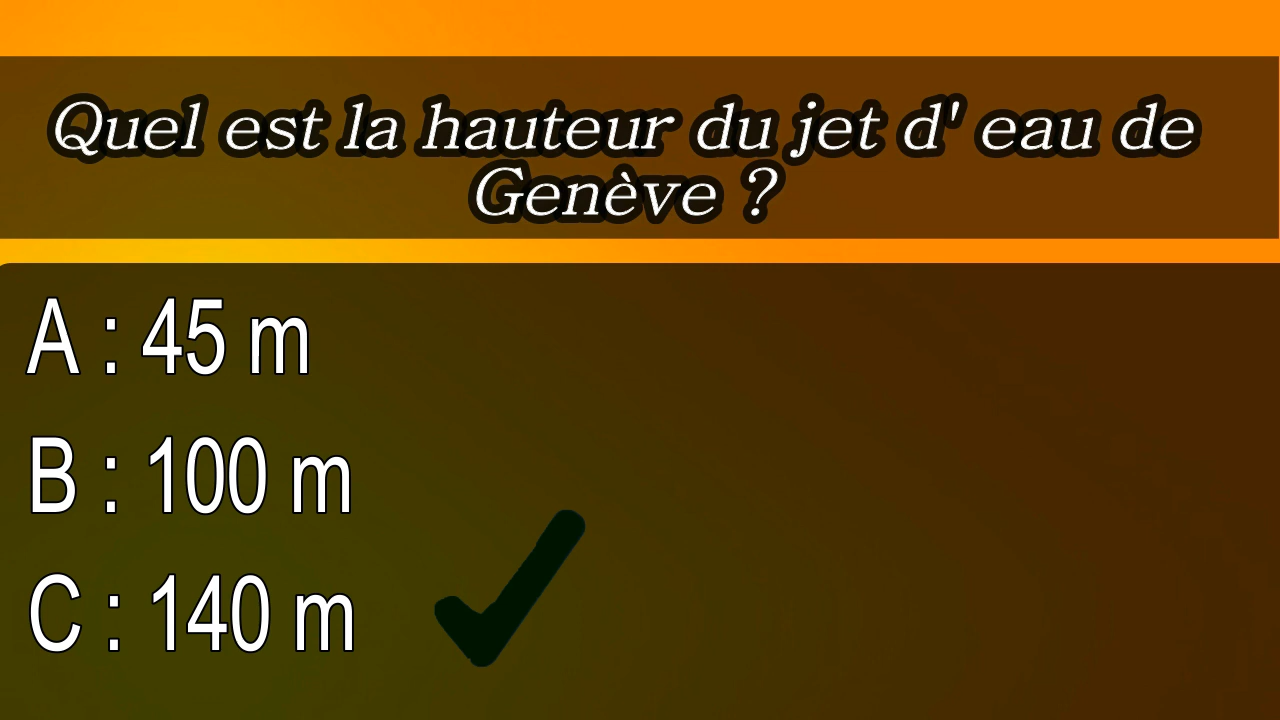 Quel est la hauteur du jet d' eau de
Genève ?
A : 45 m
B : 100 m
C : 140 m